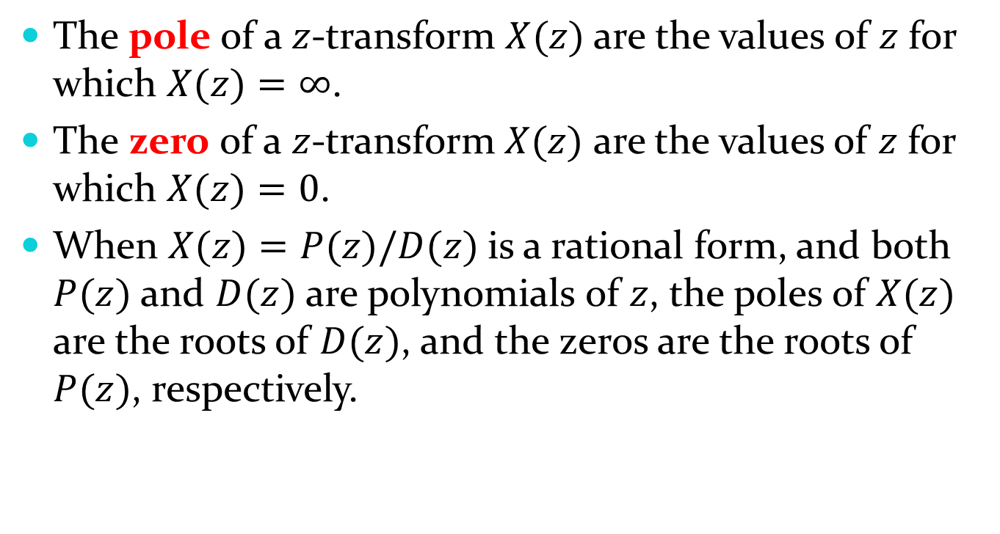 • The pole of a z-transform X(z) are the values of z for
which X(z) = ∞.
• The zero of a z-transform X(z) are the values of z for
which X(z) = 0.
• When X(z) = P(z)/D(z) is a rational form, and both
P(z) and D(z) are polynomials of z, the poles of X(z)
are the roots of D(z), and the zeros are the roots of
P(z), respectively.